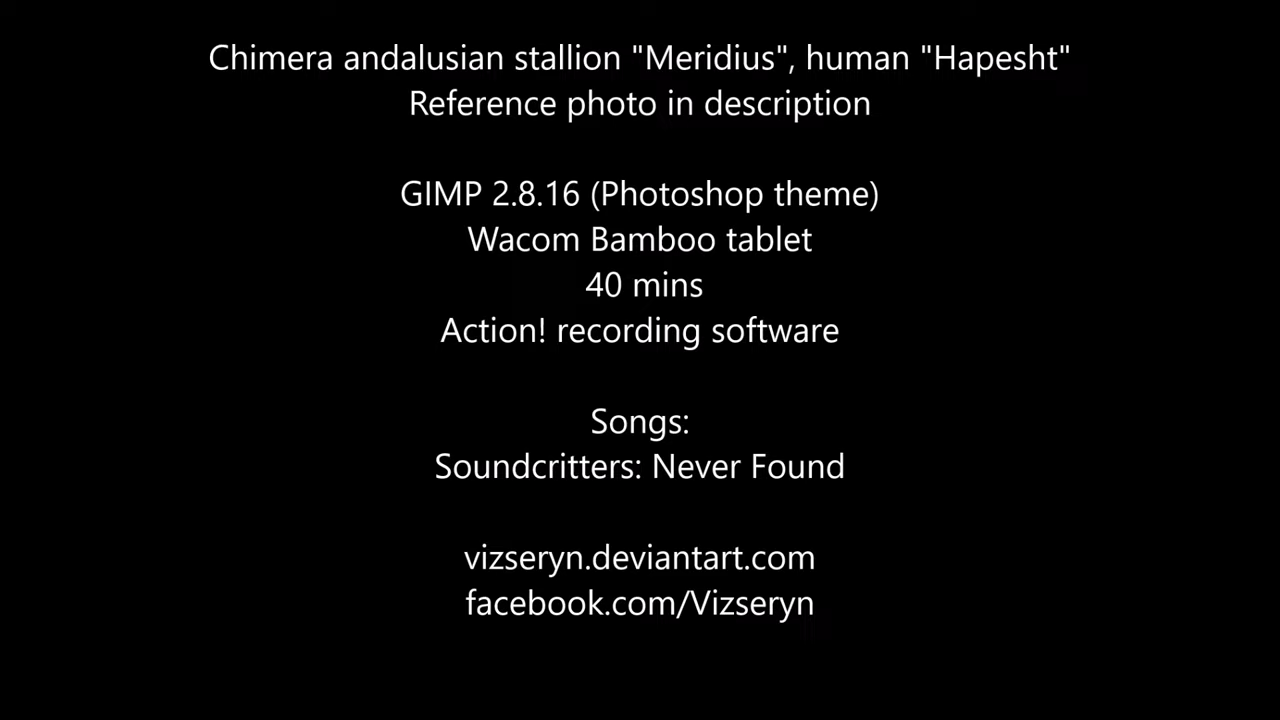 Chimera andalusian stallion "Meridius", human "Hapesht"
Reference photo in description
GIMP 2.8.16 (Photoshop theme)
Wacom Bamboo tablet
40 mins
Action! recording software
Songs:
Soundcritters: Never Found
vizseryn.deviantart.com
facebook.com/Vizseryn